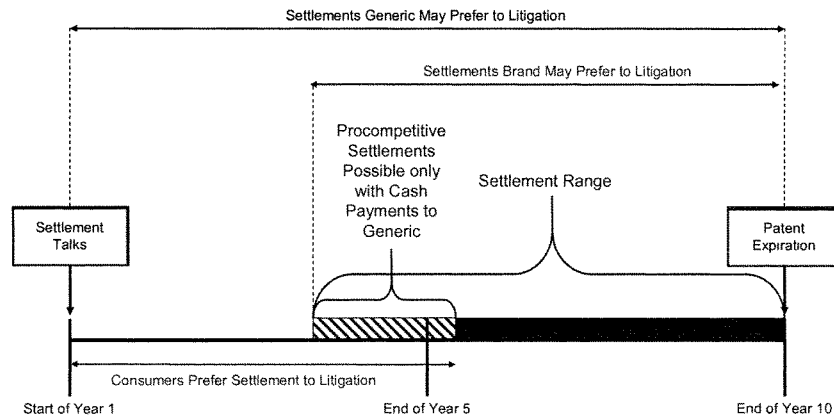 Settlements Generic May Prefer to Litigation
Settlements Brand May Prefer to Litigation
Procompetitive
Settlements
Possible only
with Cash
Payments to
Generic
Settlement Range
Settlement
Talks
Patent
Expiration
Consumers Prefer Settlement to Litigation
Start of Year 1
End of Year 5
End of Year 10